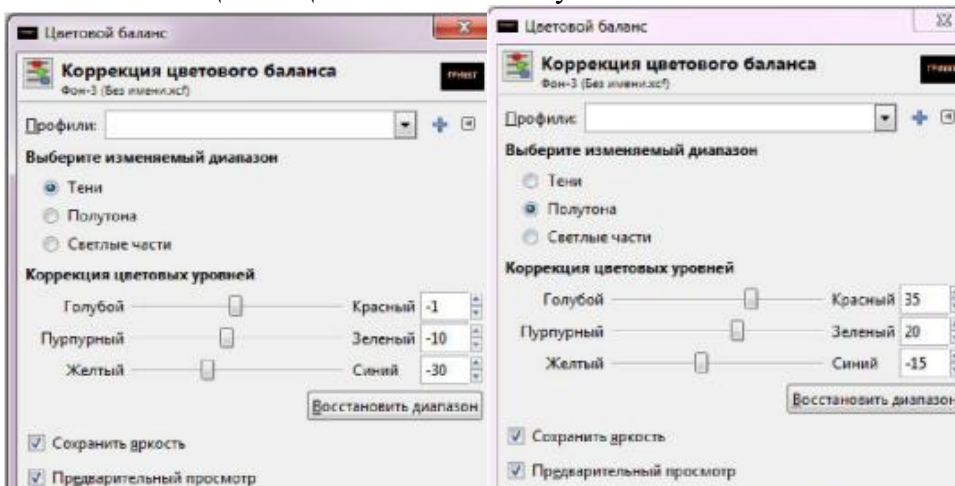 Цветовой баланс
Коррекция цветового баланса
Фон-3 (Без имени.xcf)
Профили:
Выберите изменяемый диапазон
Тени
Полутона
Светлые части
Коррекция цветовых уровней
Голубой Красный -1
Пурпурный Зеленый -10
Желтый Синий -30
Восстановить диапазон
Сохранить яркость
Предварительный просмотр
Цветовой баланс
Коррекция цветового баланса
Фон-3 (Без имени.xcf)
Профили:
Выберите изменяемый диапазон
Тени
Полутона
Светлые части
Коррекция цветовых уровней
Голубой Красный 35
Пурпурный Зеленый 20
Желтый Синий -15
Восстановить диапазон
Сохранить яркость
Предварительный просмотр